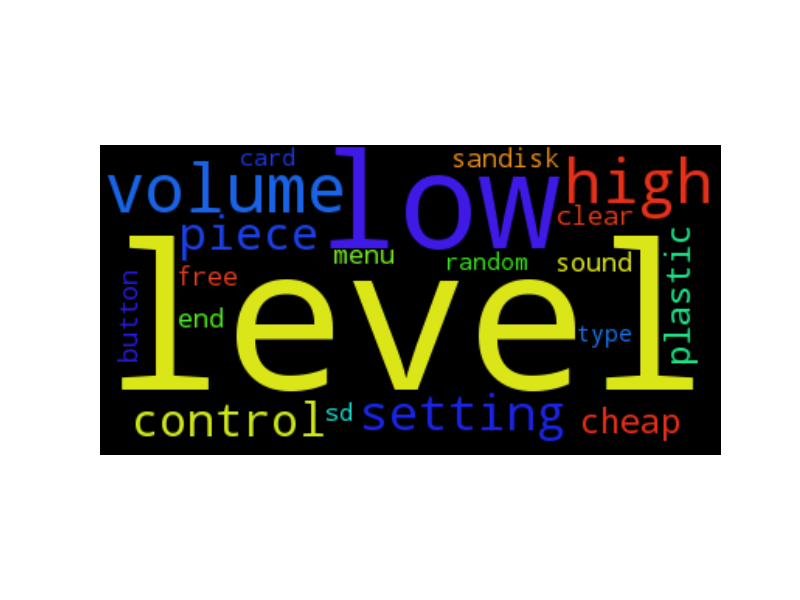 card
sandisk
volume
low
high
clear
piece
menu
random
sound
plastic
free
button
end
level
type
control
sd
setting
cheap